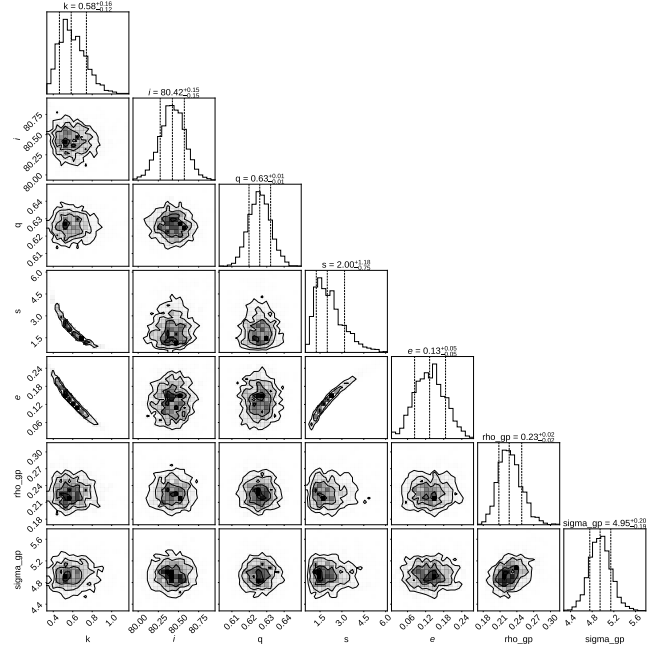 k = 0.58+0.16−0.12
i = 80.42+0.15−0.15
80.75
80.50
80.25
80.00
i
q = 0.63+0.01−0.01
0.64
0.63
0.62
0.61
q
s = 2.00+1.18−0.75
6.0
4.5
3.0
1.5
s
e = 0.13+0.05−0.05
0.24
0.18
0.12
0.06
e
rho_gp = 0.23+0.02−0.02
0.30
0.27
0.24
0.21
0.18
rho_gp
sigma_gp = 4.95+0.20−0.19
5.6
5.2
4.8
4.4
sigma_gp
0.4 0.6 0.8 1.0 80.00 80.25 80.50 80.75 0.61 0.62 0.63 0.64 1.5 3.0 4.5 6.0 0.06 0.12 0.18 0.24 0.18 0.21 0.24 0.27 0.30 4.4 4.8 5.2 5.6
k i q s e rho_gp sigma_gp